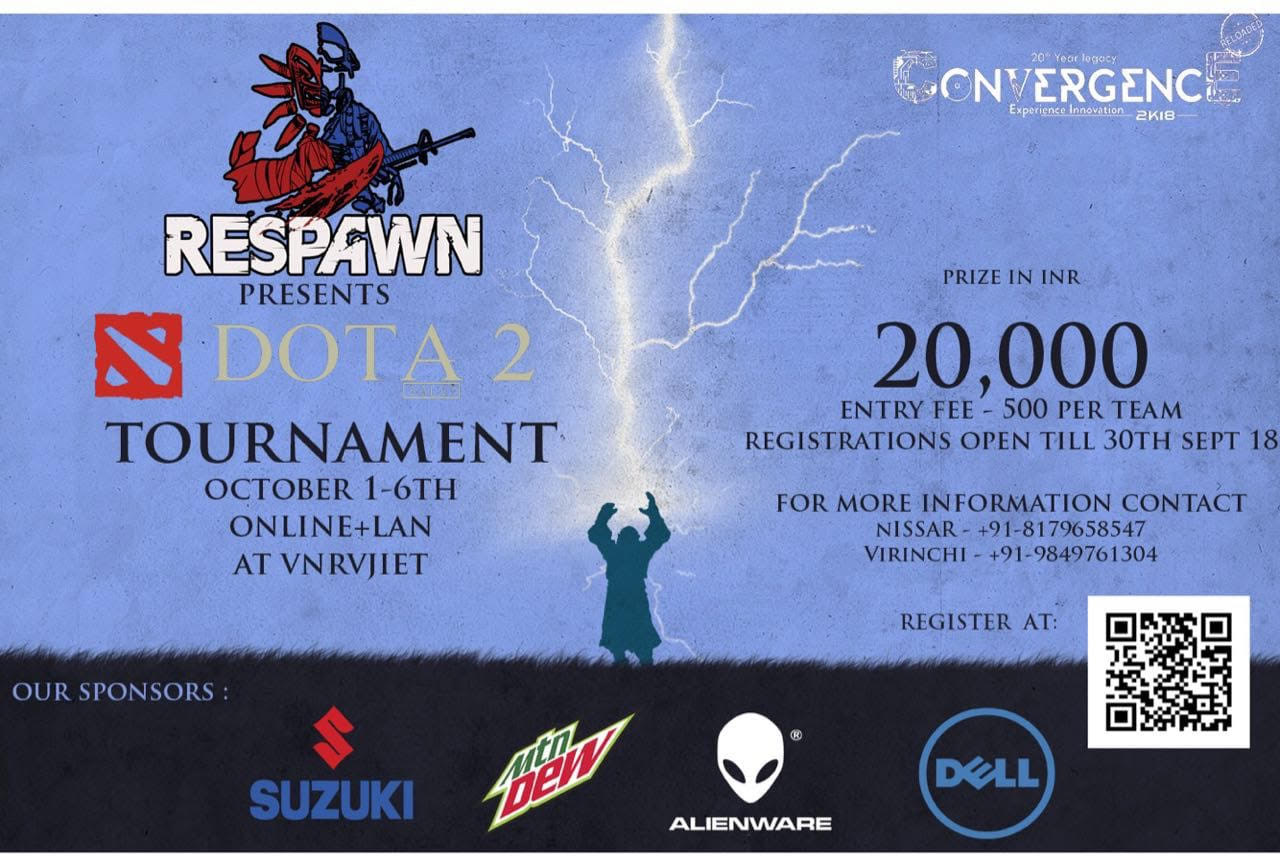 RESPAWN
PRESENTS
DOTA 2
TOURNAMENT
OCTOBER 1-6TH
ONLINE+LAN
AT VNRVJIET
RELOADED
20th Year legacy
CONVERGENCE
Experience Innovation
2K18
PRIZE IN INR
20,000
ENTRY FEE - 500 PER TEAM
REGISTRATIONS OPEN TILL 30TH SEPT 18
FOR MORE INFORMATION CONTACT
NISSAR - +91-8179658547
VIRINCHI - +91-9849761304
REGISTER AT:
OUR SPONSORS :
SUZUKI
Mtn
DEW
ALIENWARE
®
DELL